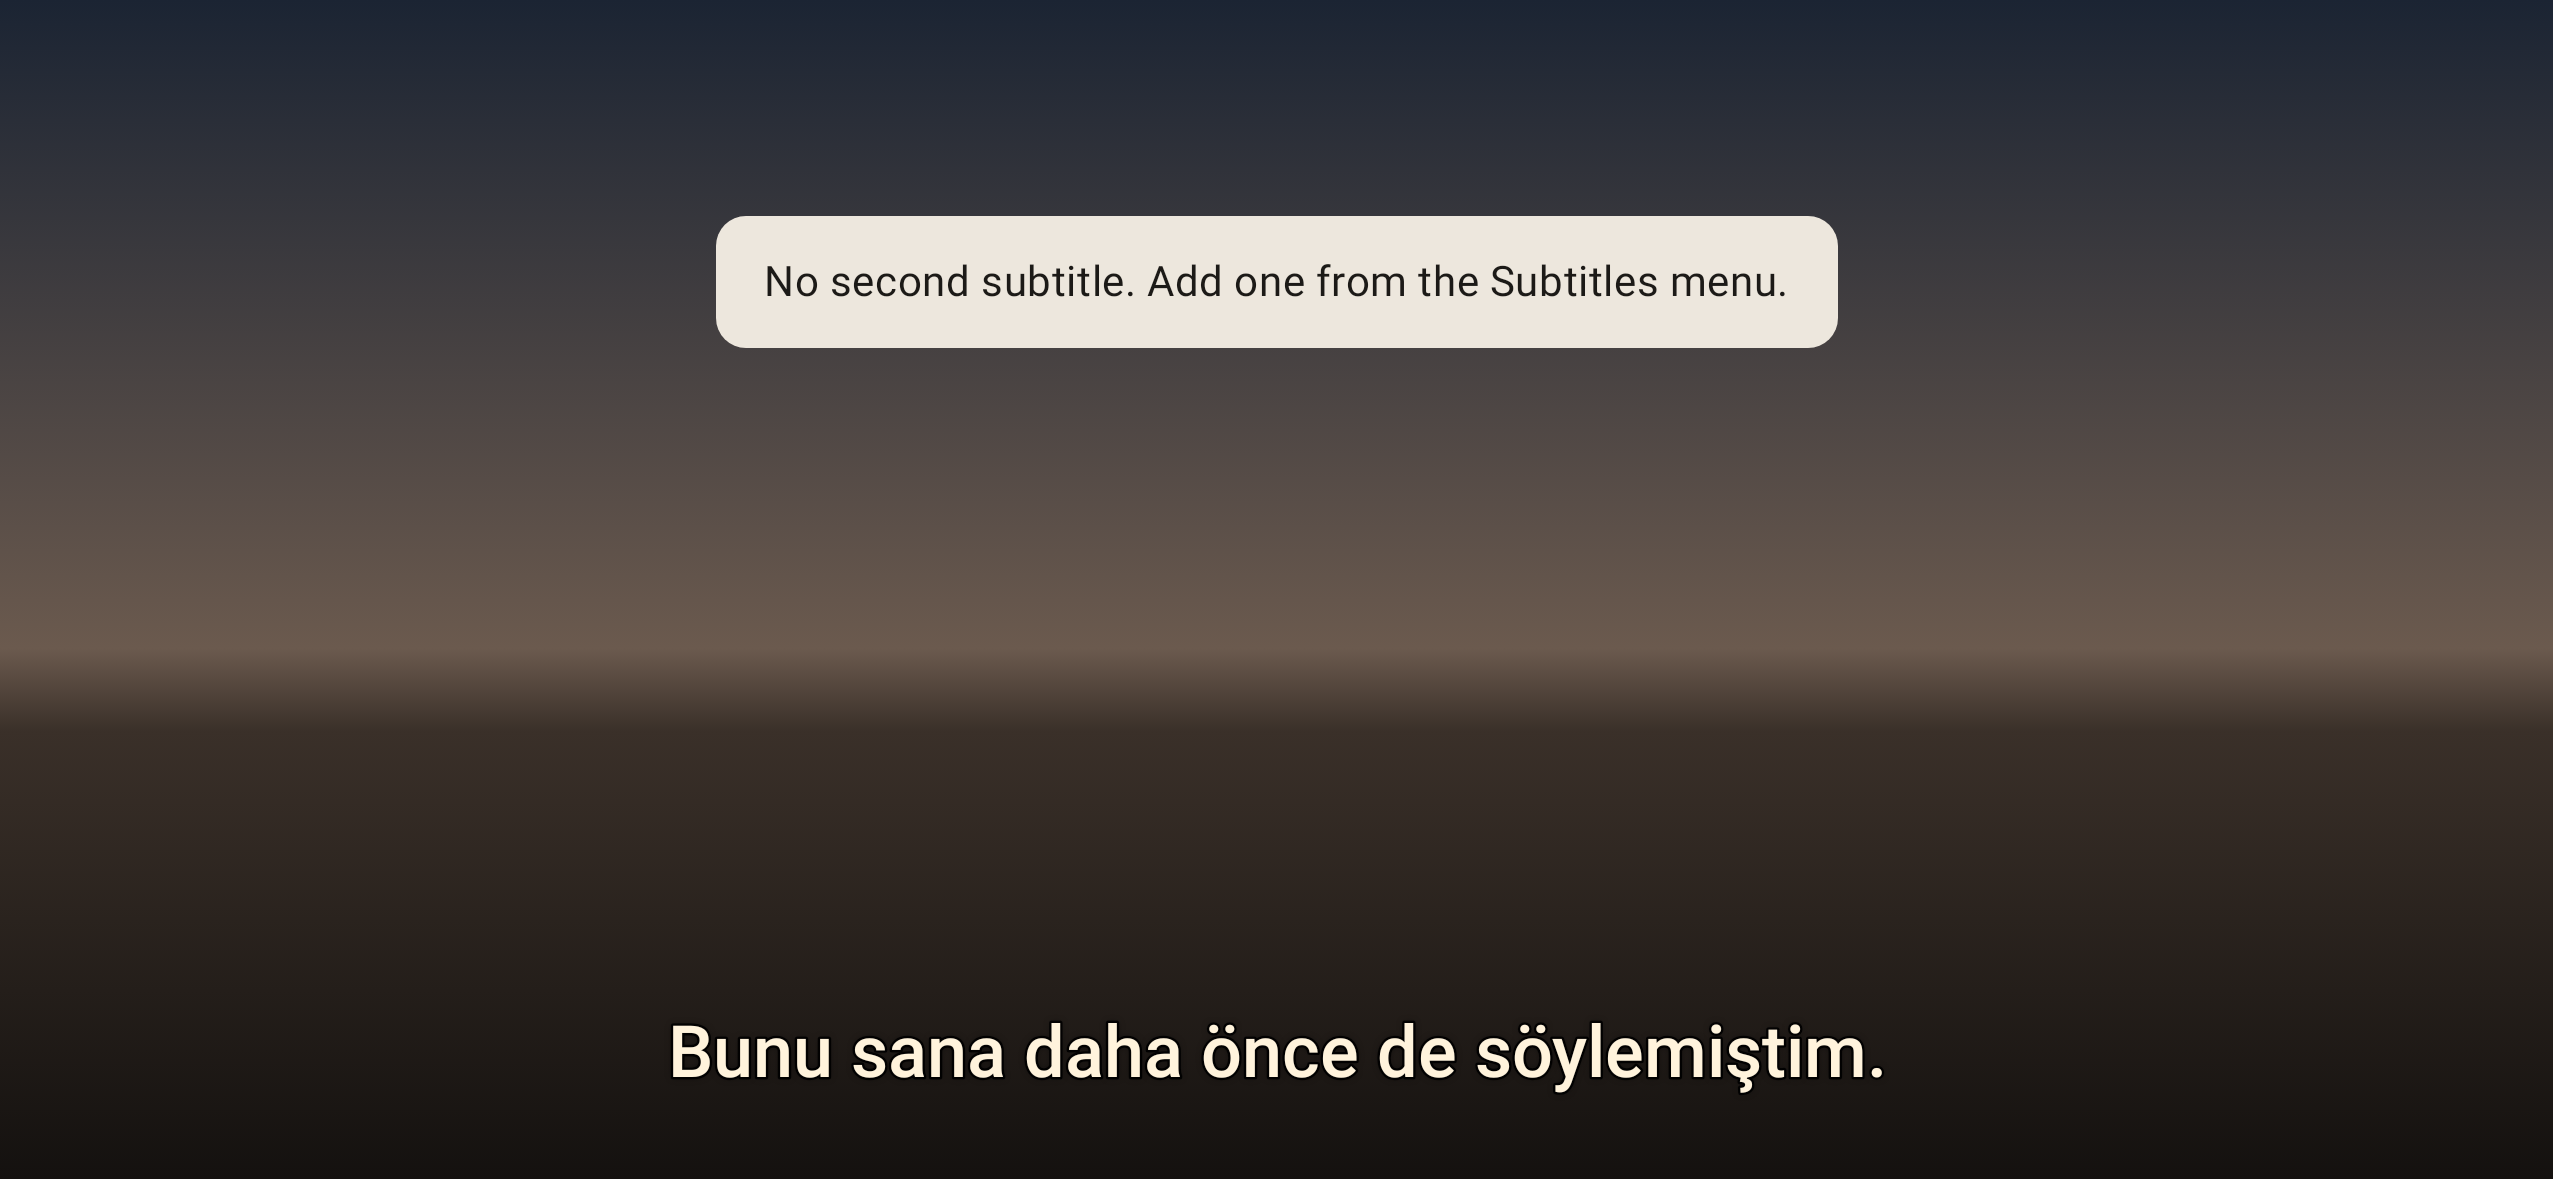 No second subtitle. Add one from the Subtitles menu.
Bunu sana daha önce de söylemiştim.